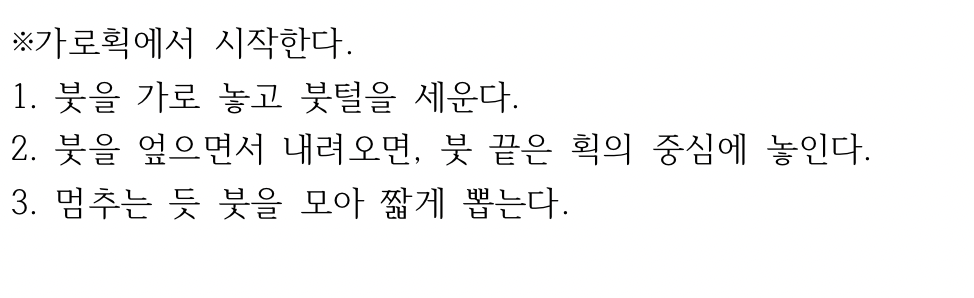 ※가로획에서 시작한다.
1. 붓을 가로 놓고 붓털을 세운다.
2. 붓을 엎으면서 내려오면, 붓 끝은 획의 중심에 놓인다.
3. 멈추는 듯 붓을 모아 짧게 뽑는다.